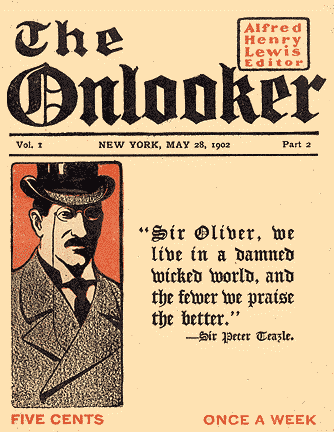 The
Onlooker
Alfred
Henry
Lewis
Editor
Vol. 1 NEW YORK, MAY 28, 1902 Part 2
“Sir Oliver, we
live in a damned
wicked world, and
the fewer we praise
the better.”
—Sir Peter Teazle.
FIVE CENTS ONCE A WEEK